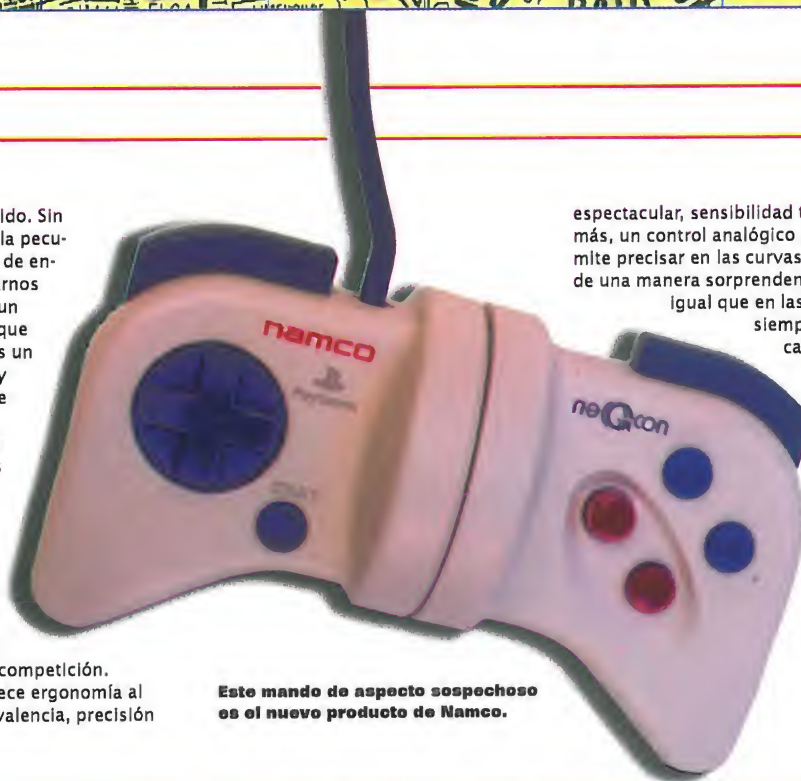 ido. Sin
la pecu-
de en-
rnos
un
que
s un
y
e
s
competición.
ece ergonomía al
valencia, precisión
namco
PlayStation
START
neGcon
Este mando de aspecto sospechoso
es el nuevo producto de Namco.
espectacular, sensibilidad t
más, un control analógico
mite precisar en las curvas
de una manera sorprenden
igual que en las
siemp
ca